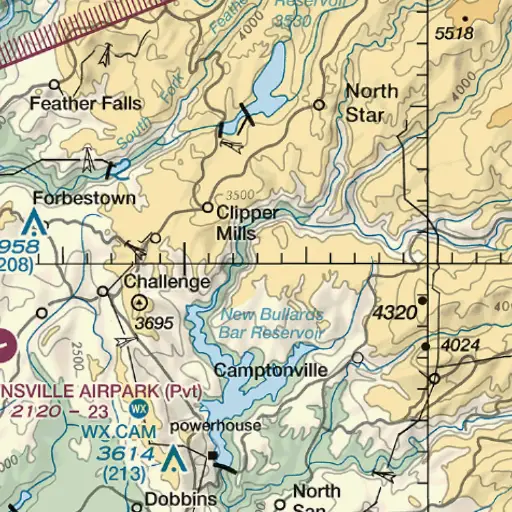 Reservoir
3530
4000
5518
Feather
4000
North
Star
Feather Falls
South Fork
Forbestown
3500
Clipper
Mills
958
208)
Challenge
3695
New Bullards
Bar Reservoir
4320
4000
4024
2500
Camptonville
NSVILLE AIRPARK (Pvt)
2120 - 23
WX
WX CAM
powerhouse
3614
(213)
Dobbins
North
San